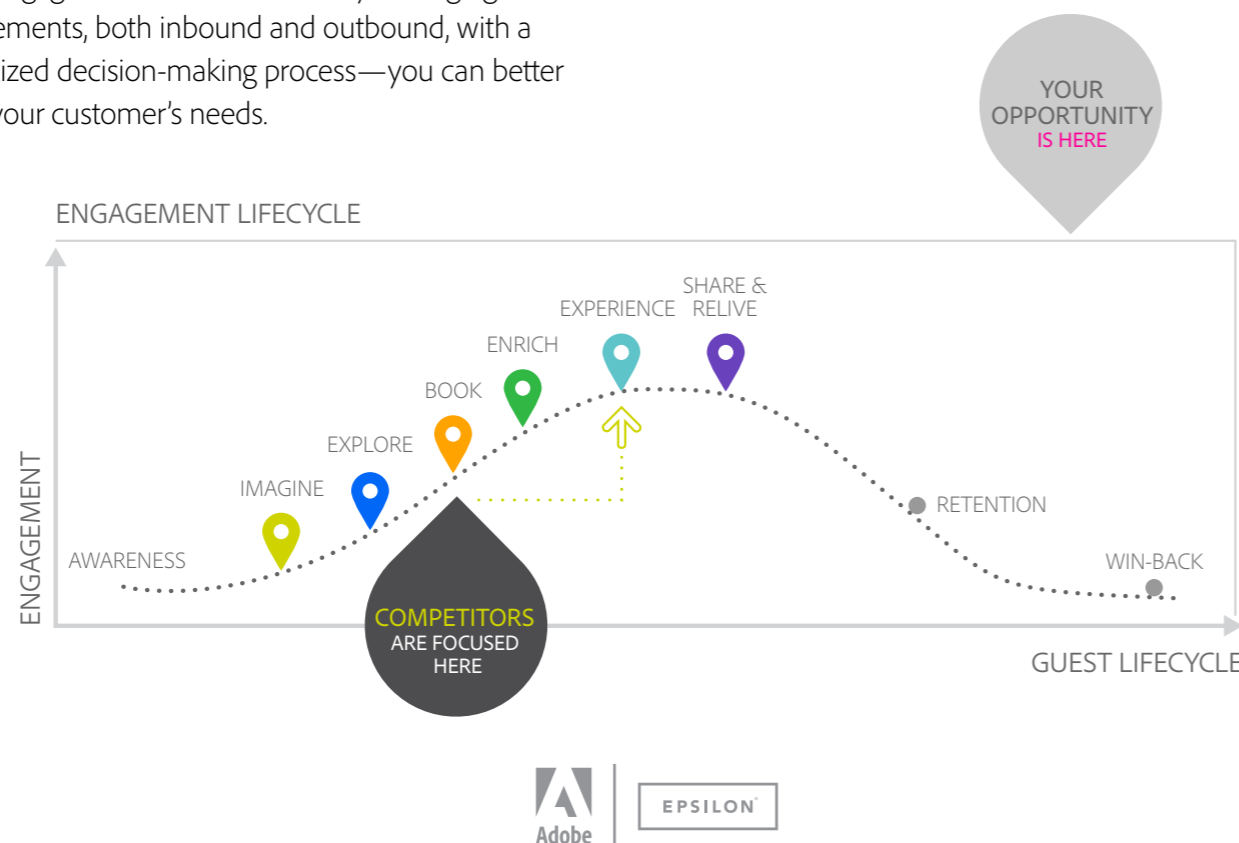 ements, both inbound and outbound, with a
ized decision-making process—you can better
your customer's needs.
YOUR
OPPORTUNITY
IS HERE
ENGAGEMENT LIFECYCLE
SHARE &
RELIVE
EXPERIENCE
ENRICH
BOOK
EXPLORE
IMAGINE
AWARENESS
RETENTION
WIN-BACK
ENGAGEMENT
COMPETITORS
ARE FOCUSED
HERE
GUEST LIFECYCLE
Adobe
EPSILON